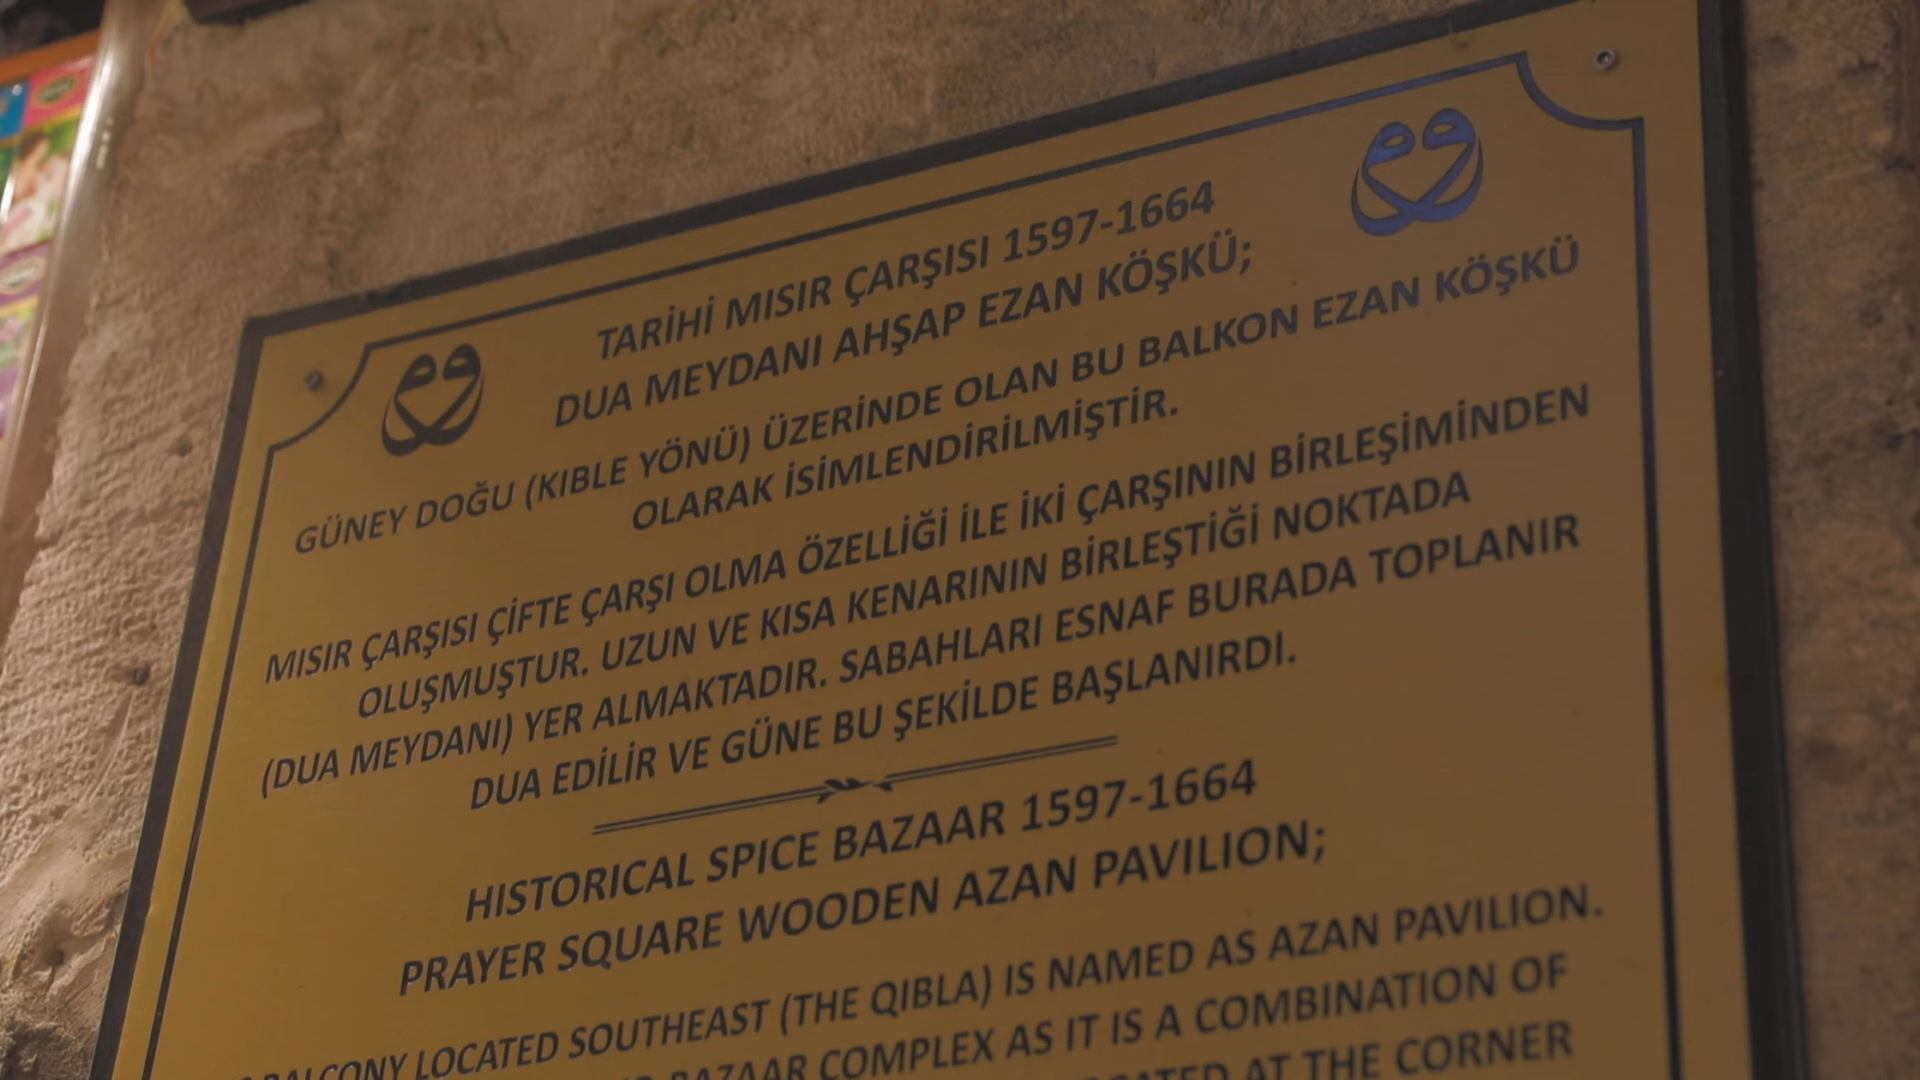 TARİHİ MISIR ÇARŞISI 1597-1664
DUA MEYDANI AHŞAP EZAN KÖŞKÜ;
GÜNEY DOĞU (KIBLE YÖNÜ) ÜZERİNDE OLAN BU BALKON EZAN KÖŞKÜ
OLARAK İSİMLENDİRİLMİŞTİR.
MISIR ÇARŞISI ÇİFTE ÇARŞI OLMA ÖZELLİĞİ İLE İKİ ÇARŞININ BİRLEŞİMİNDEN
OLUŞMUŞTUR. UZUN VE KISA KENARININ BİRLEŞTİĞİ NOKTADA
(DUA MEYDANI) YER ALMAKTADIR. SABAHLARI ESNAF BURADA TOPLANIR
DUA EDİLİR VE GÜNE BU ŞEKİLDE BAŞLANIRDI.
HISTORICAL SPICE BAZAAR 1597-1664
PRAYER SQUARE WOODEN AZAN PAVILION;
BALCONY LOCATED SOUTHEAST (THE QIBLA) IS NAMED AS AZAN PAVILION.
BAZAAR COMPLEX AS IT IS A COMBINATION OF
AT THE CORNER